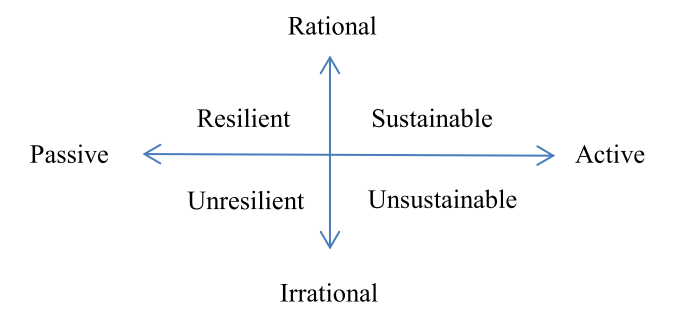 Rational
Resilient Sustainable
Passive Active
Unresilient Unsustainable
Irrational